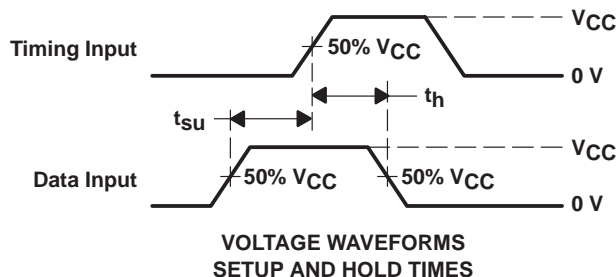 VCC
Timing Input
50% VCC
0 V
th
tsu
VCC
Data Input
50% VCC
50% VCC
0 V
VOLTAGE WAVEFORMS
SETUP AND HOLD TIMES